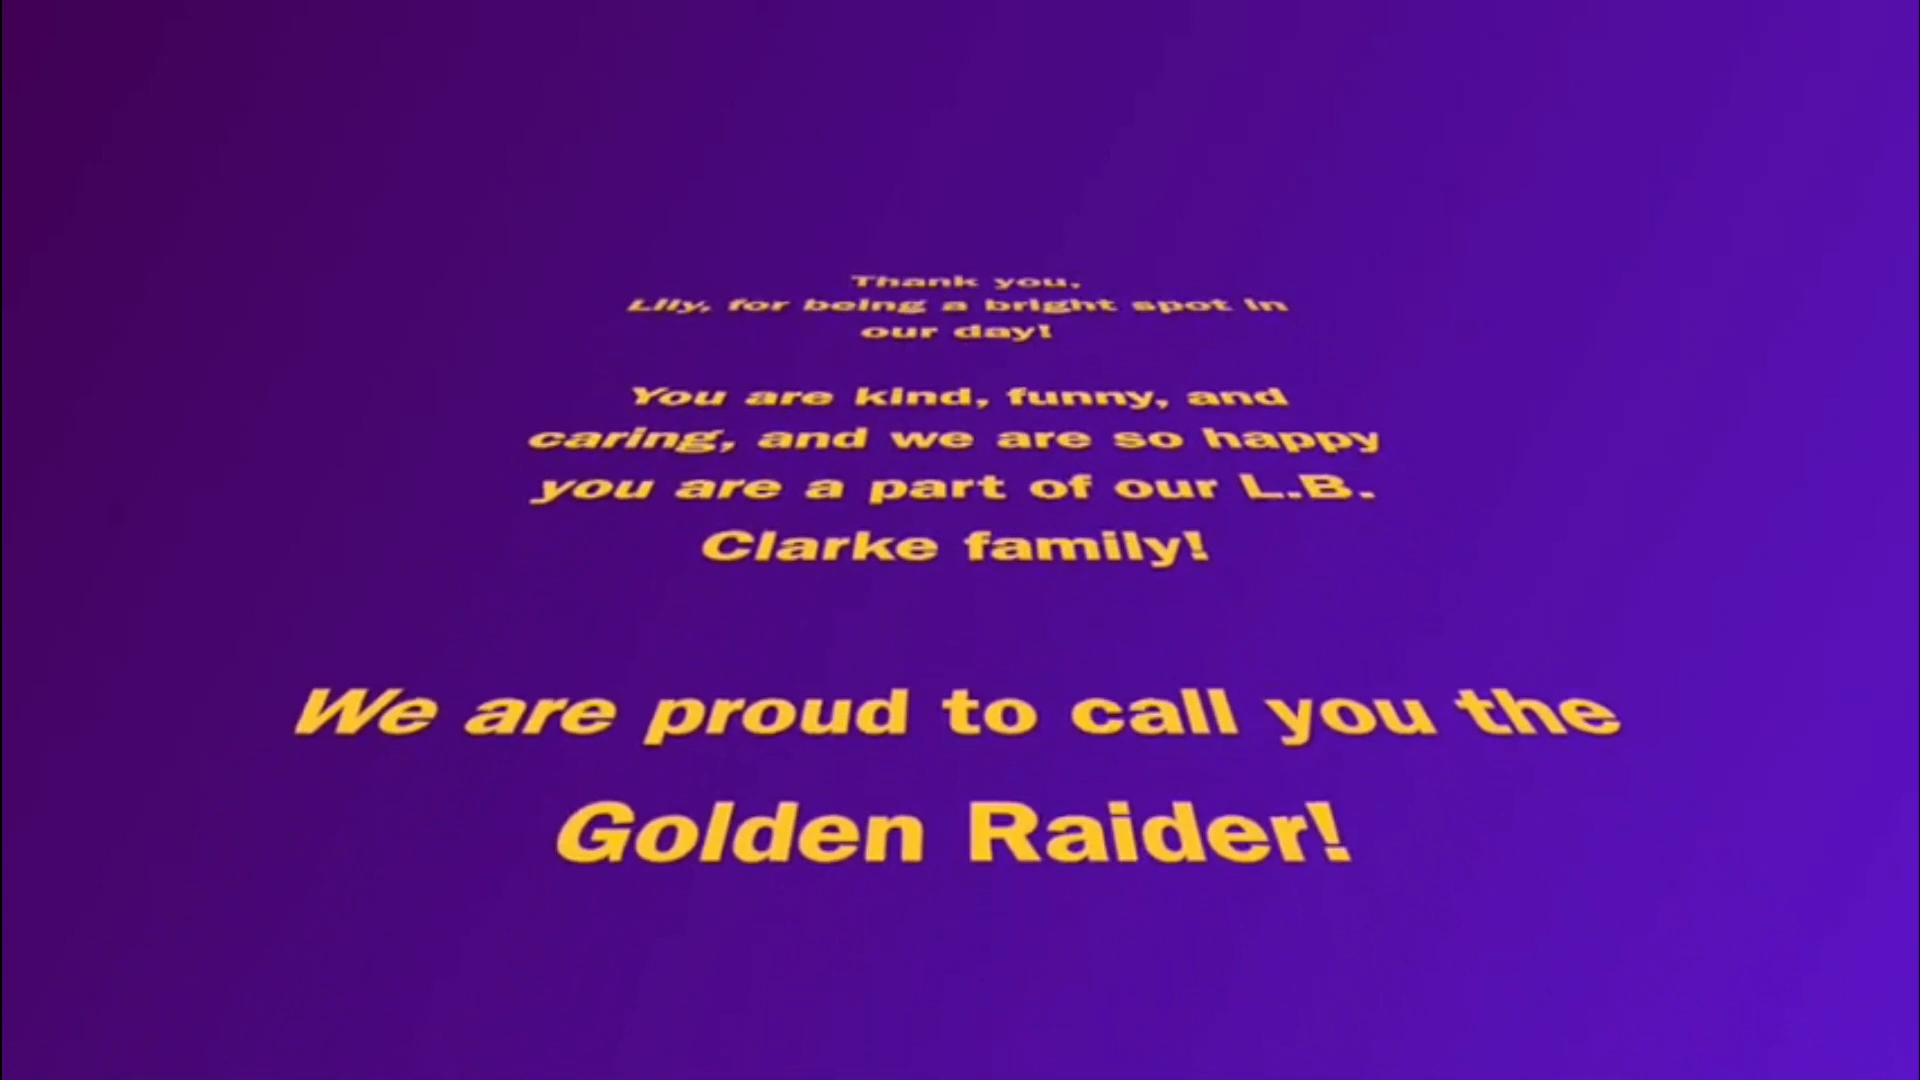 Thank you,
Lily, for being a bright spot in
our day!
You are kind, funny, and
caring, and we are so happy
you are a part of our L.B.
Clarke family!
We are proud to call you the
Golden Raider!